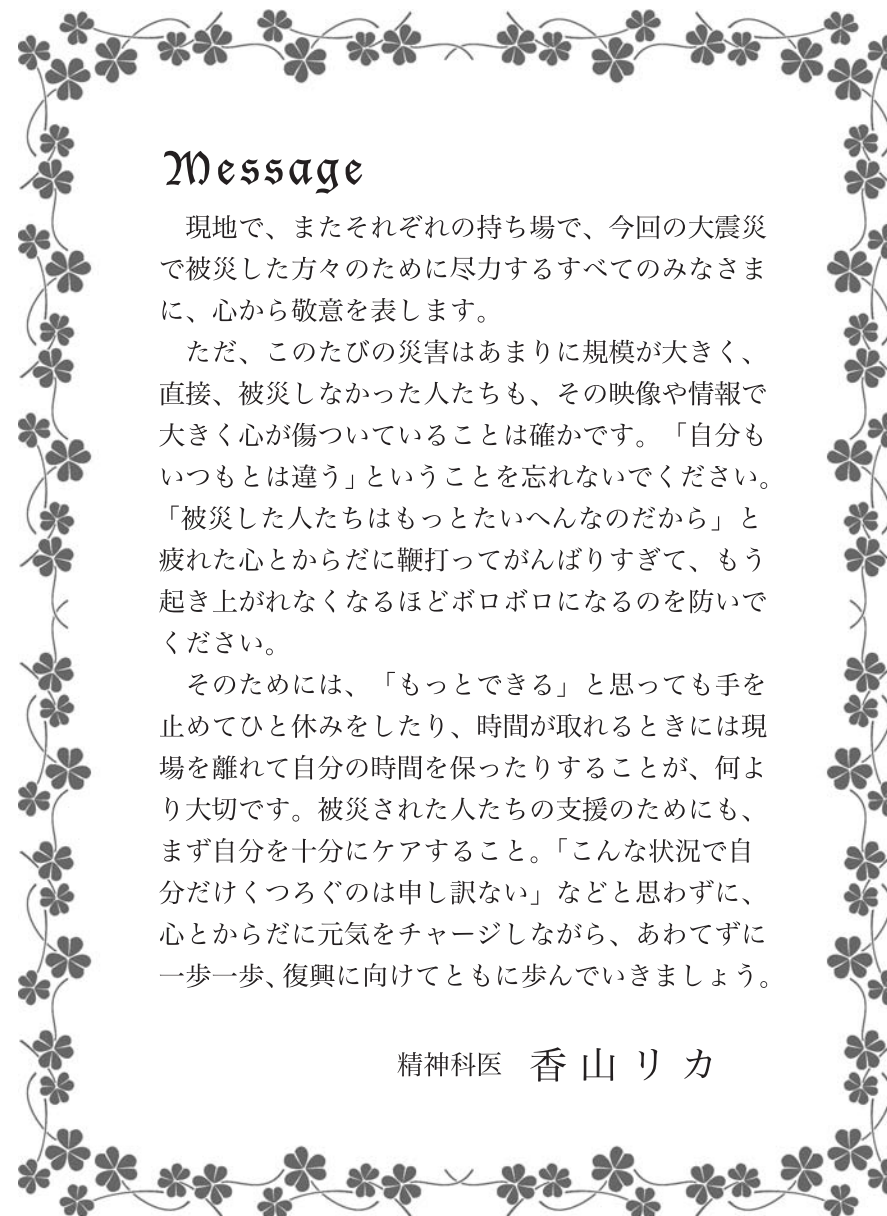 Message
　現地で、またそれぞれの持ち場で、今回の大震災
で被災した方々のために尽力するすべてのみなさま
に、心から敬意を表します。
　ただ、このたびの災害はあまりに規模が大きく、
直接、被災しなかった人たちも、その映像や情報で
大きく心が傷ついていることは確かです。「自分も
いつもとは違う」ということを忘れないでください。
「被災した人たちはもっとたいへんなのだから」と
疲れた心とからだに鞭打ってがんばりすぎて、もう
起き上がれなくなるほどボロボロになるのを防いで
ください。
　そのためには、「もっとできる」と思っても手を
止めてひと休みをしたり、時間が取れるときには現
場を離れて自分の時間を保ったりすることが、何よ
り大切です。被災された人たちの支援のためにも、
まず自分を十分にケアすること。「こんな状況で自
分だけくつろぐのは申し訳ない」などと思わずに、
心とからだに元気をチャージしながら、あわてずに
一歩一歩、復興に向けてともに歩んでいきましょう。
精神科医　香山リカ